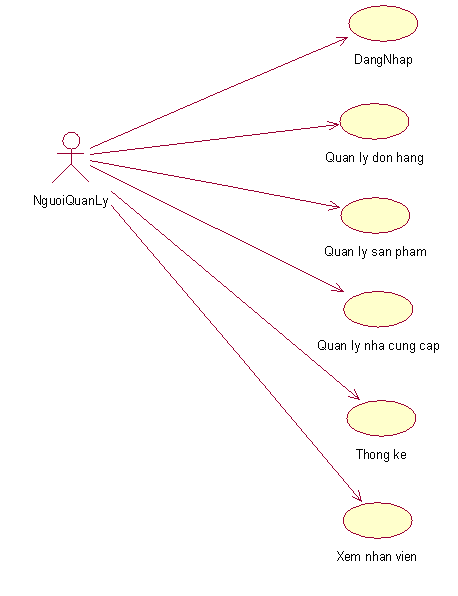 DangNhap
Quan ly don hang
NguoiQuanLy
Quan ly san pham
Quan ly nha cung cap
Thong ke
Xem nhan vien